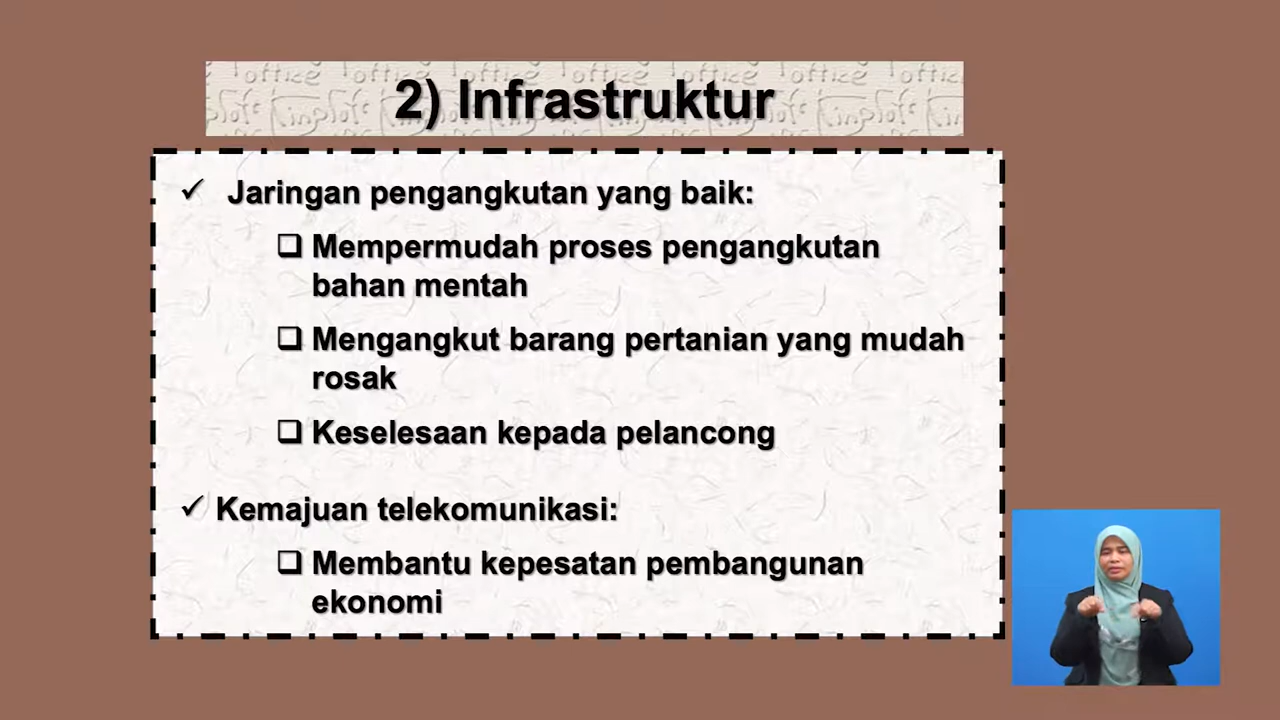 2) Infrastruktur
✓ Jaringan pengangkutan yang baik:
❑ Mempermudah proses pengangkutan
bahan mentah
❑ Mengangkut barang pertanian yang mudah
rosak
❑ Keselesaan kepada pelancong
✓ Kemajuan telekomunikasi:
❑ Membantu kepesatan pembangunan
ekonomi